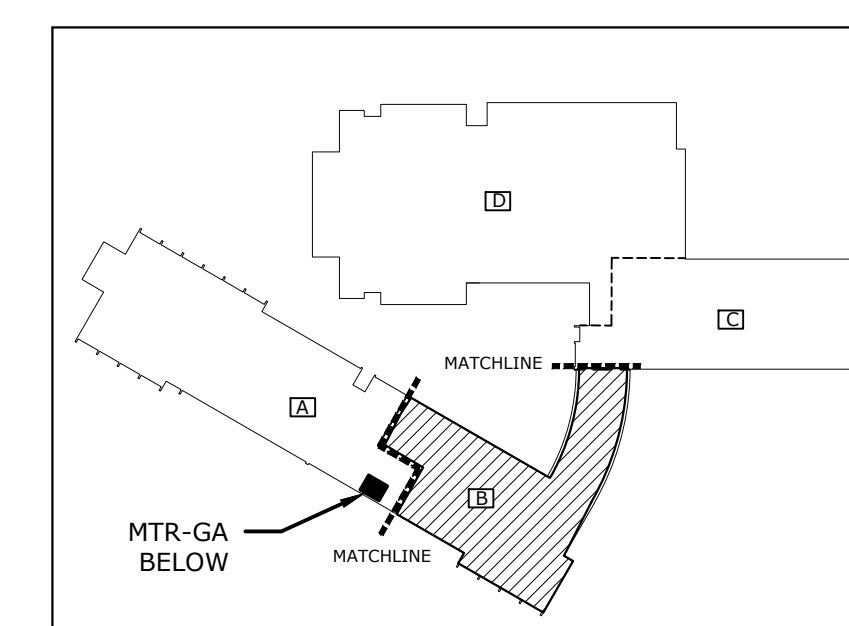 D
C
MATCHLINE
A
B
MTR-GA
BELOW
MATCHLINE